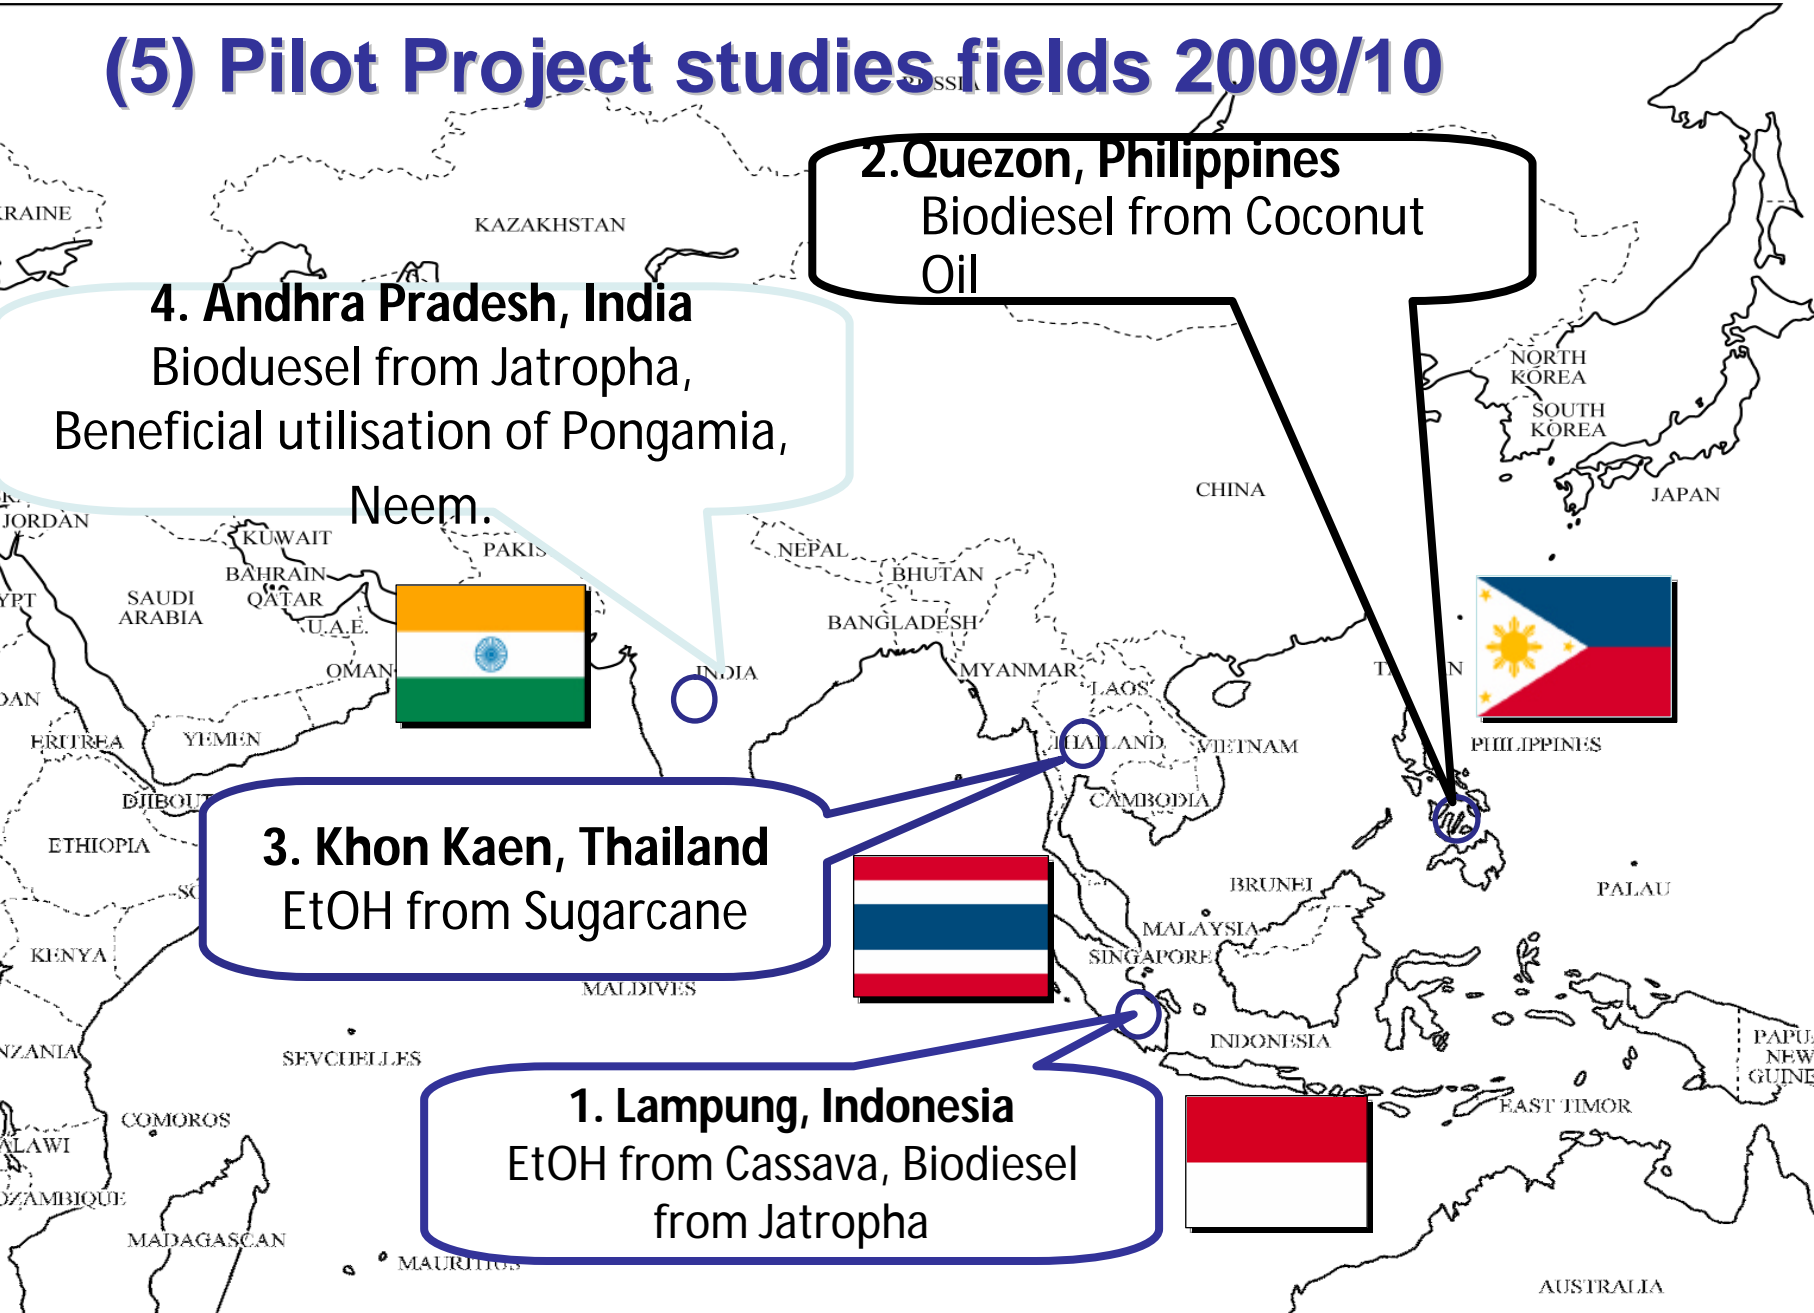 (5) Pilot Project studies fields 2009/10
2.Quezon, Philippines
Biodiesel from Coconut
Oil
KAZAKHSTAN
4. Andhra Pradesh, India
Bioduesel from Jatropha,
Beneficial utilisation of Pongamia,
Neem.
NORTH
KOREA
SOUTH
KOREA
JAPAN
CHINA
JORDAN
KUWAIT
BAHRAIN
QATAR
U.A.E.
SAUDI
ARABIA
OMAN
NEPAL
BHUTAN
BANGLADESH
INDIA
MYANMAR
LAOS
THAILAND
VIETNAM
CAMBODIA
PHILIPPINES
ERITREA
YEMEN
ETHIOPIA
KENYA
3. Khon Kaen, Thailand
EtOH from Sugarcane
BRUNEI
PALAU
MALAYSIA
SINGAPORE
MALDIVES
SEYCHELLES
INDONESIA
PAPU
NEW
GUINE
EAST TIMOR
1. Lampung, Indonesia
EtOH from Cassava, Biodiesel
from Jatropha
COMOROS
MADAGASCAN
MAURITIUS
AUSTRALIA